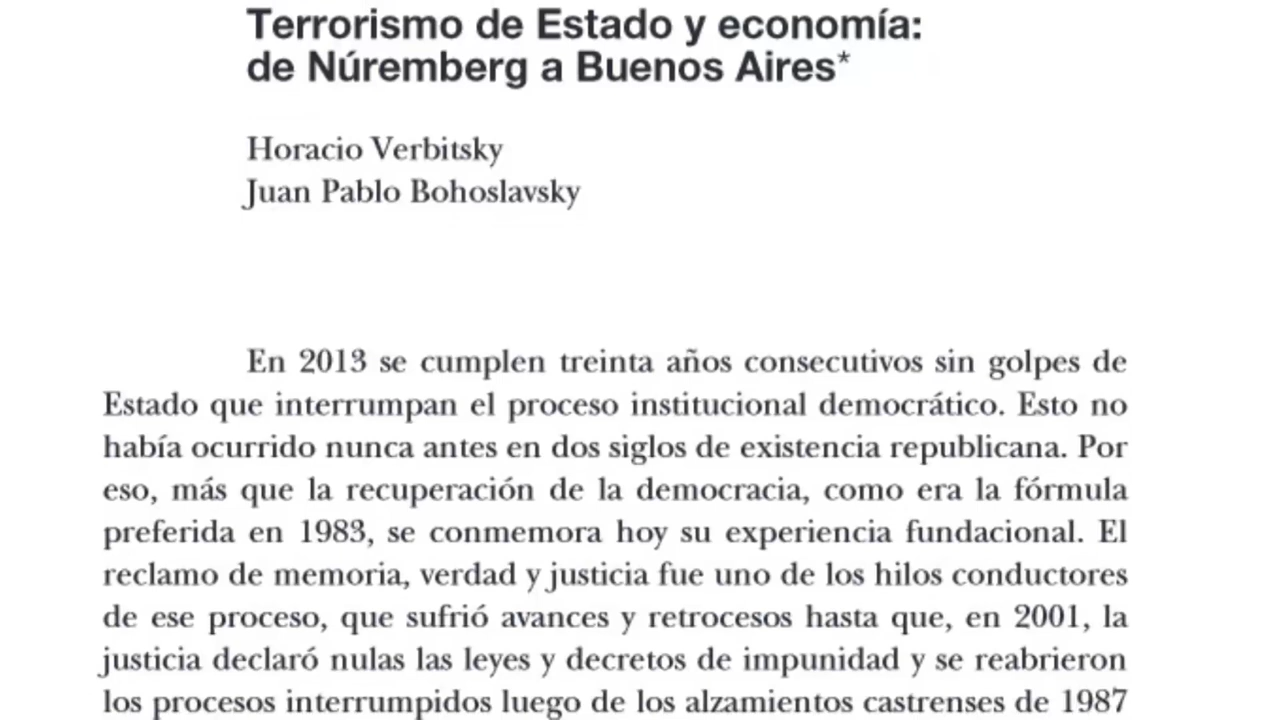 Terrorismo de Estado y economía:
de Núremberg a Buenos Aires*
Horacio Verbitsky
Juan Pablo Bohoslavsky
En 2013 se cumplen treinta años consecutivos sin golpes de
Estado que interrumpan el proceso institucional democrático. Esto no
había ocurrido nunca antes en dos siglos de existencia republicana. Por
eso, más que la recuperación de la democracia, como era la fórmula
preferida en 1983, se conmemora hoy su experiencia fundacional. El
reclamo de memoria, verdad y justicia fue uno de los hilos conductores
de ese proceso, que sufrió avances y retrocesos hasta que, en 2001, la
justicia declaró nulas las leyes y decretos de impunidad y se reabrieron
los procesos interrumpidos luego de los alzamientos castrenses de 1987